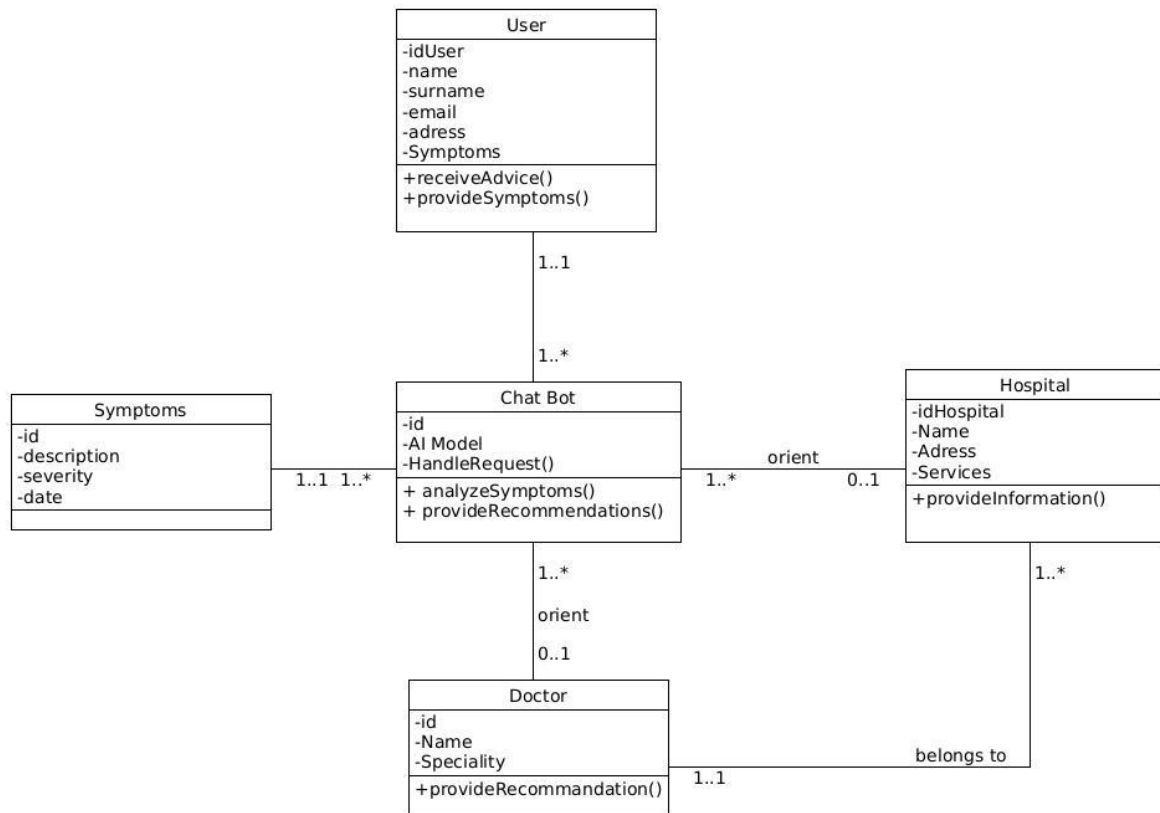 User
-idUser
-name
-surname
-email
-adress
-Symptoms
+receiveAdvice()
+provideSymptoms()
1..1
1..*
Symptoms
-id
-description
-severity
-date
1..1 1..*
Chat Bot
-id
-AI Model
-HandleRequest()
+ analyzeSymptoms()
+ provideRecommendations()
orient
1..*
0..1
Hospital
-idHospital
-Name
-Adress
-Services
+provideInformation()
1..*
orient
0..1
1..*
Doctor
-id
-Name
-Speciality
+provideRecommandation()
belongs to
1..1